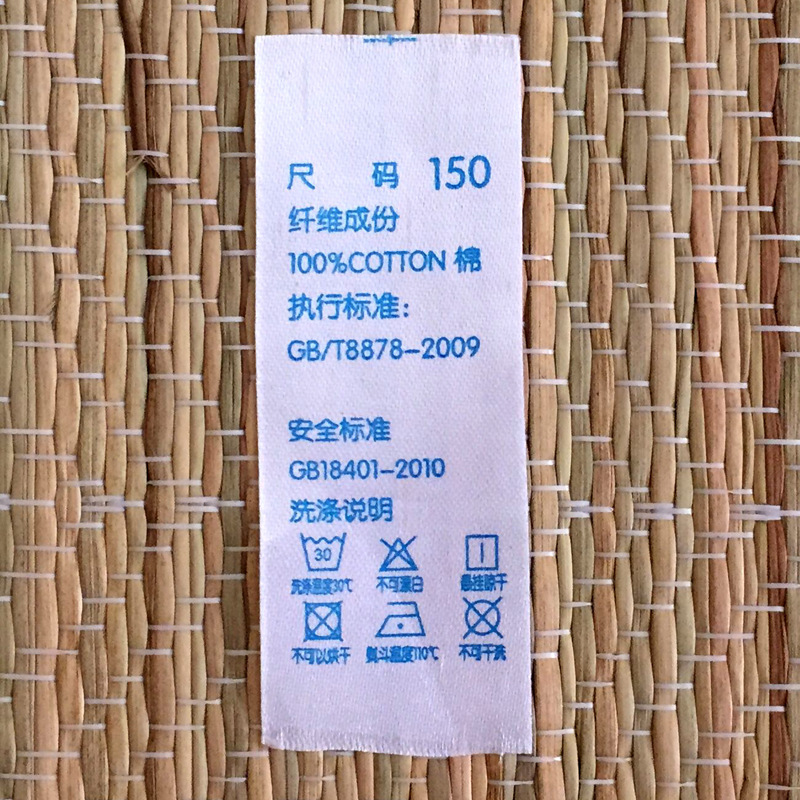 尺 码 150
纤维成份
100%COTTON 棉
执行标准：
GB/T8878-2009
安全标准
GB18401-2010
洗涤说明
30
洗涤温度30℃ 不可漂白 悬挂晾干
不可以烘干 熨斗温度110℃ 不可干洗